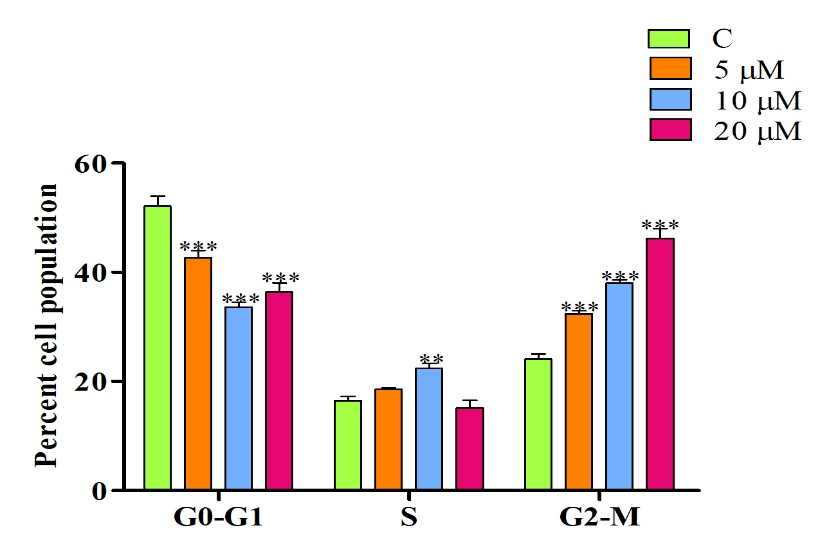 C
5 μM
10 μM
20 μM
60
40
20
0
Percent cell population
***
***
***
**
***
***
***
G0-G1
S
G2-M